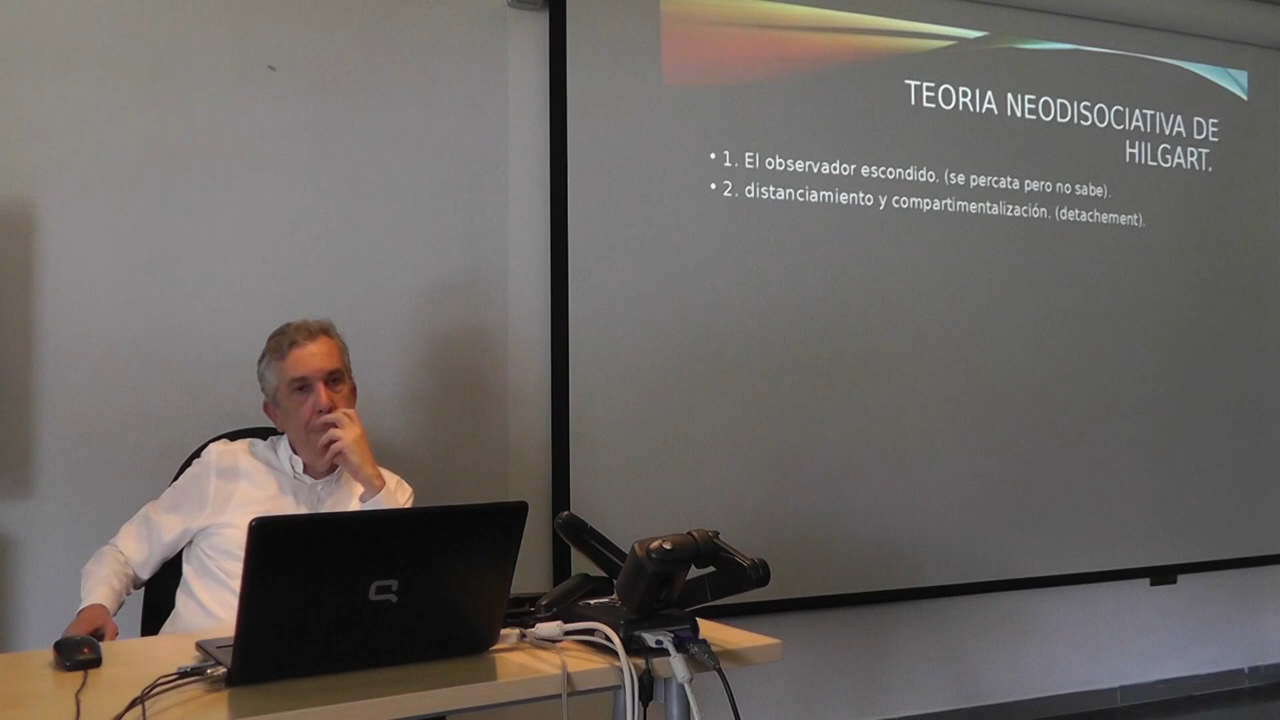 TEORIA NEODISOCIATIVA DE
HILGART.
• 1. El observador escondido. (se percata pero no sabe).
• 2. distanciamiento y compartimentalización. (detachement).